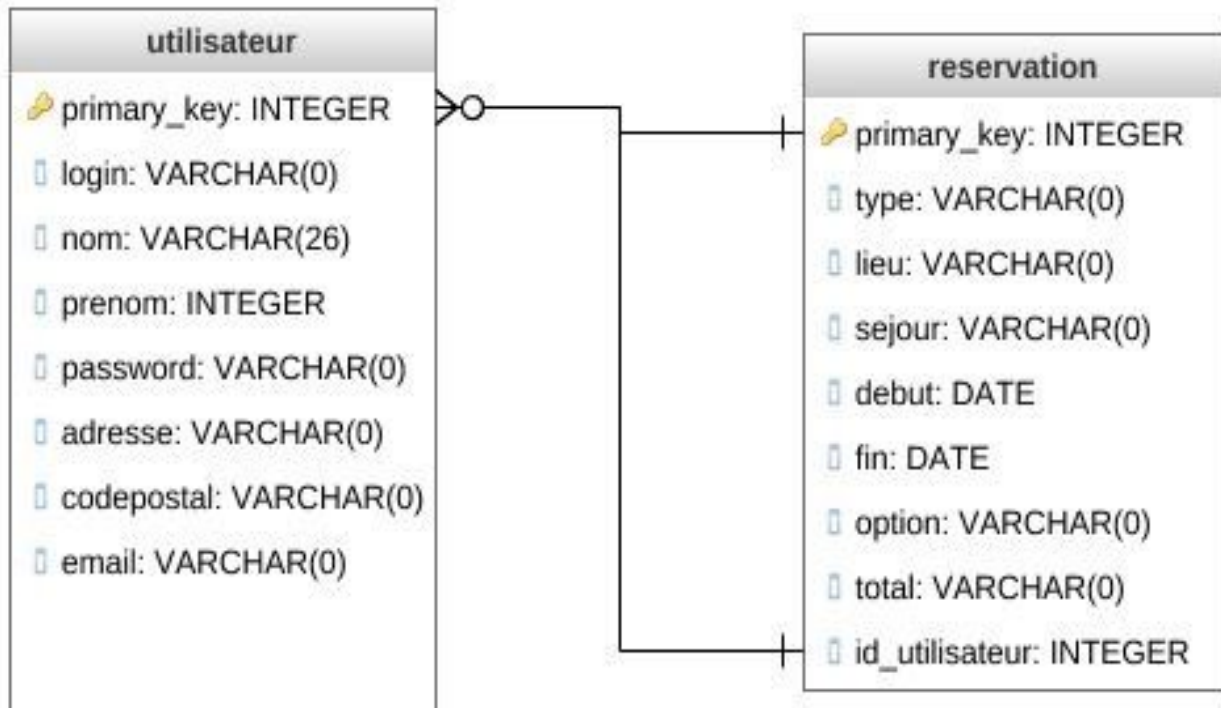 utilisateur
primary_key: INTEGER
login: VARCHAR(0)
nom: VARCHAR(26)
prenom: INTEGER
password: VARCHAR(0)
adresse: VARCHAR(0)
codepostal: VARCHAR(0)
email: VARCHAR(0)
reservation
primary_key: INTEGER
type: VARCHAR(0)
lieu: VARCHAR(0)
sejour: VARCHAR(0)
debut: DATE
fin: DATE
option: VARCHAR(0)
total: VARCHAR(0)
id_utilisateur: INTEGER